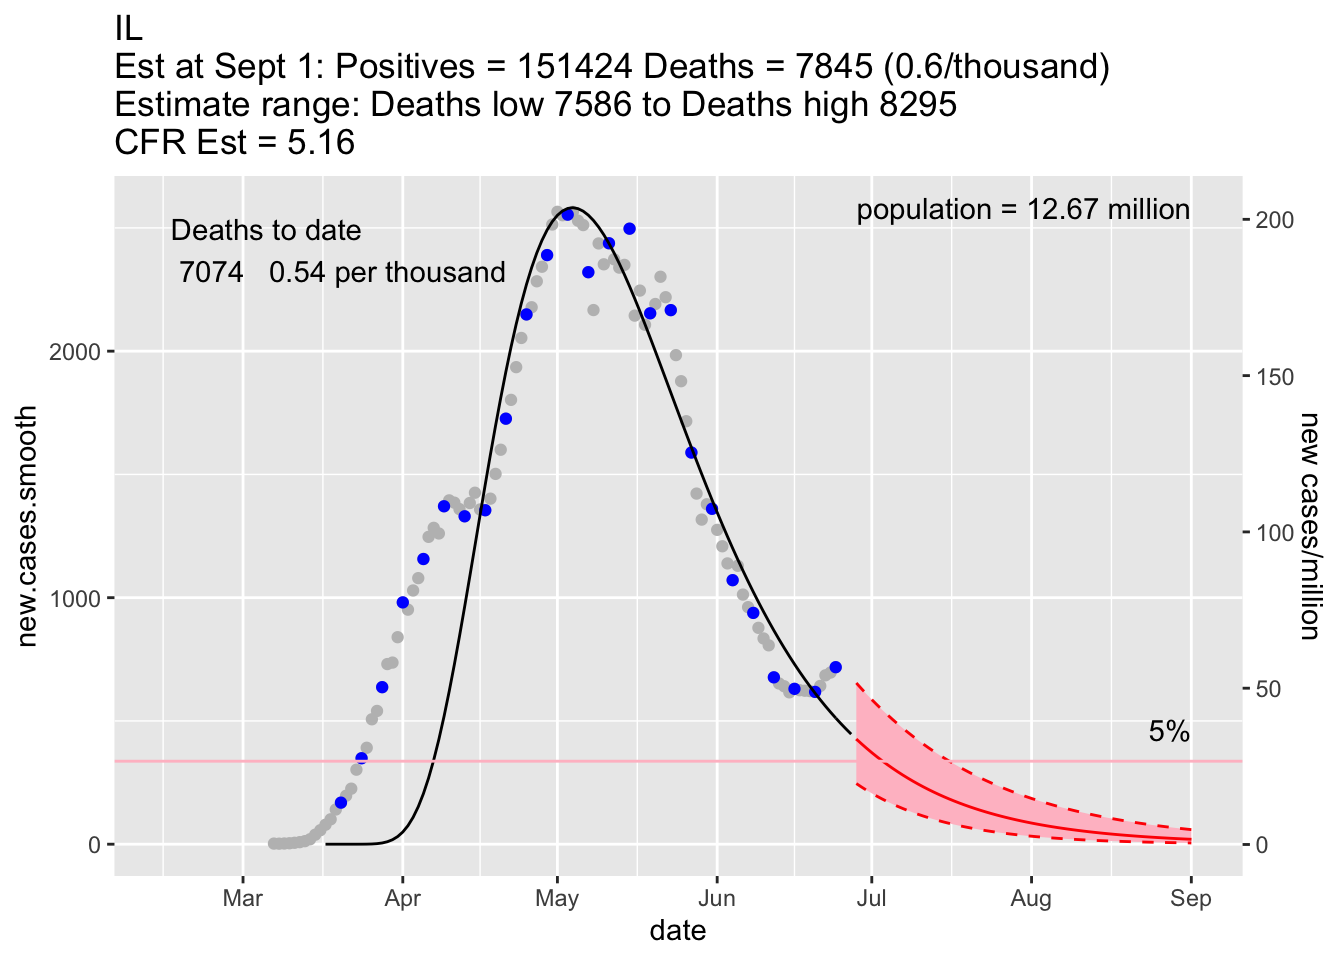 IL
Est at Sept 1: Positives = 151424 Deaths = 7845 (0.6/thousand)
Estimate range: Deaths low 7586 to Deaths high 8295
CFR Est = 5.16
Deaths to date
7074 0.54 per thousand
population = 12.67 million
5%
new.cases.smooth
2000
1000
0
200
150
100
50
0
new cases/million
Mar
Apr
May
Jun
Jul
Aug
Sep
date